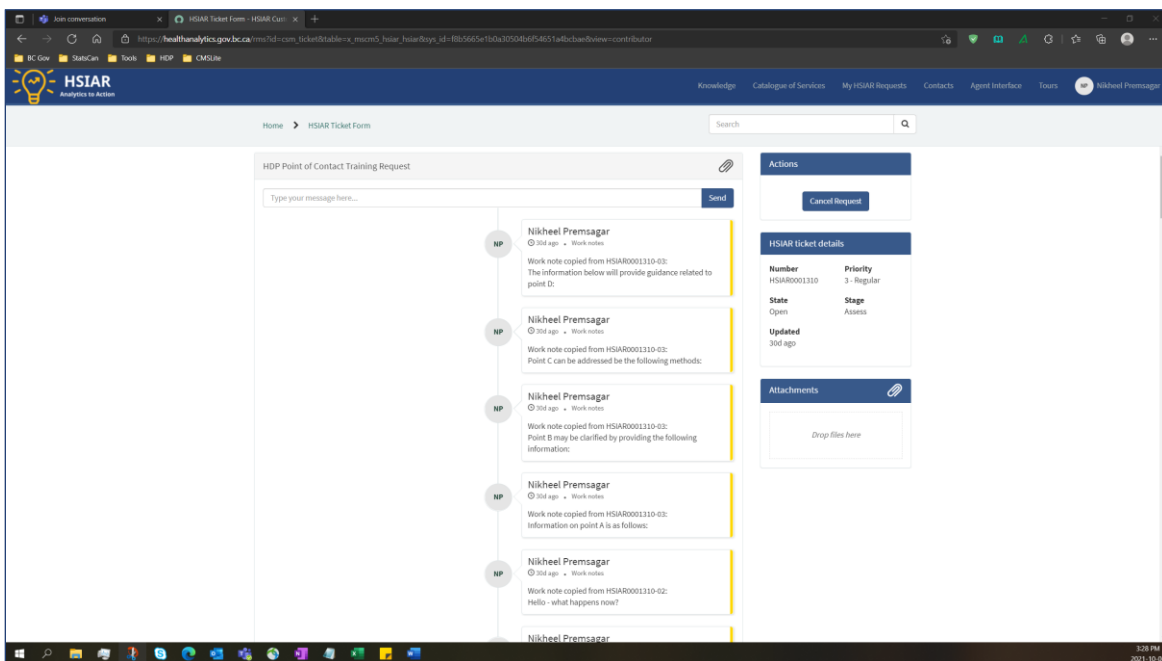 Join conversation
HSIAR Ticket Form - HSIAR Cust
https://healthanalytics.gov.bc.ca/rms?id=csm_ticket&table=x_mscm5_hsiar_hsiar&sys_id=f8b5665e1b0a30504b6f54651a4bcbae&view=contributor
BC Gov StatsCan Tools HDP CMSLite
HSIAR
Analytics to Action
Knowledge Catalogue of Services My HSIAR Requests Contacts Agent Interface Tours NP Nikheel Premsagar
Home > HSIAR Ticket Form
Search
HDP Point of Contact Training Request
Type your message here...
Send
NP
Nikheel Premsagar
30d ago • Work notes
Work note copied from HSIAR0001310-03:
The information below will provide guidance related to
point D:
NP
Nikheel Premsagar
30d ago • Work notes
Work note copied from HSIAR0001310-03:
Point C can be addressed be the following methods:
NP
Nikheel Premsagar
30d ago • Work notes
Work note copied from HSIAR0001310-03:
Point B may be clarified by providing the following
information:
NP
Nikheel Premsagar
30d ago • Work notes
Work note copied from HSIAR0001310-03:
Information on point A is as follows:
NP
Nikheel Premsagar
30d ago • Work notes
Work note copied from HSIAR0001310-02:
Hello - what happens now?
Nikheel Premsagar
Actions
Cancel Request
HSIAR ticket details
Number Priority
HSIAR0001310 3 - Regular
State Stage
Open Assess
Updated
30d ago
Attachments
Drop files here
3:28 PM